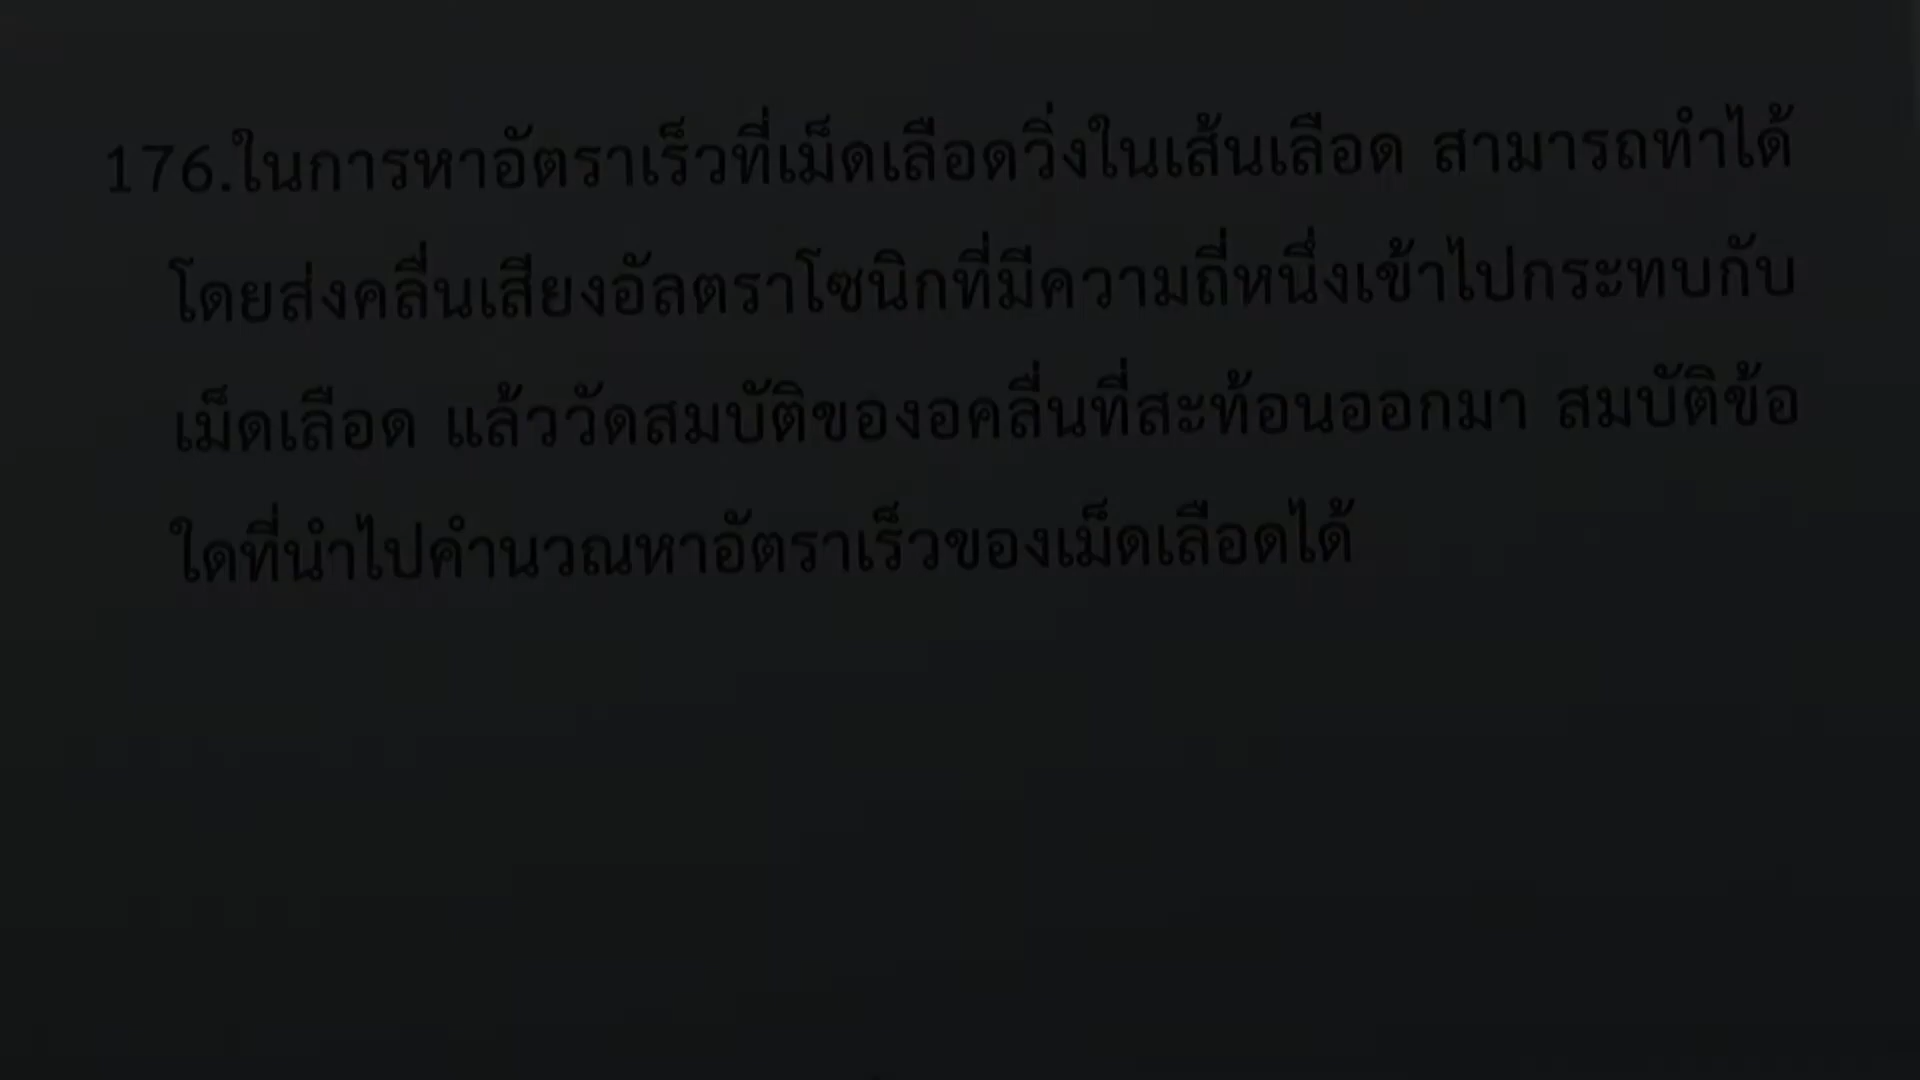 176.ในการหาอัตราเร็วที่เม็ดเลือดวิ่งในเส้นเลือด สามารถทำได้
โดยส่งคลื่นเสียงอัลตราโซนิกที่มีความถี่หนึ่งเข้าไปกระทบกับ
เม็ดเลือด แล้ววัดสมบัติของอคลื่นที่สะท้อนออกมา สมบัติข้อ
ใดที่นำไปคำนวณหาอัตราเร็วของเม็ดเลือดได้